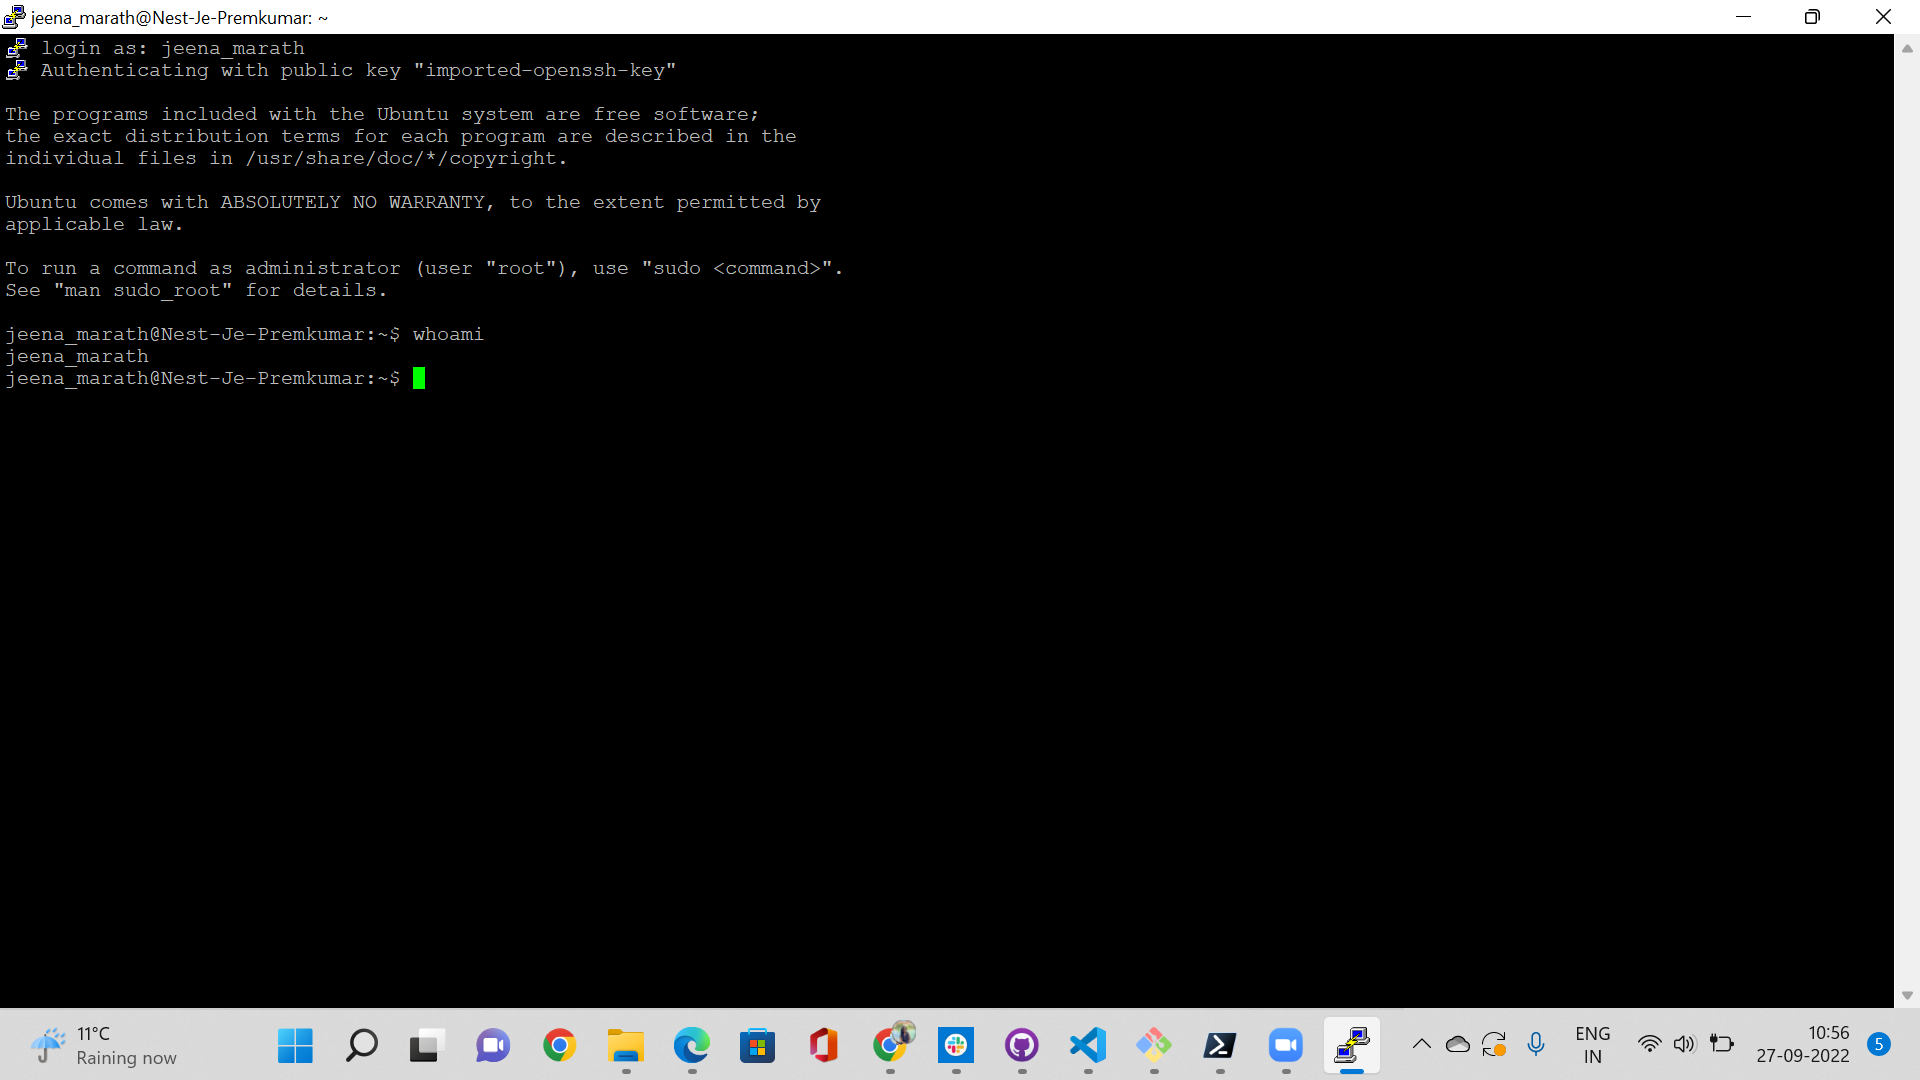 jeena_marath@Nest-Je-Premkumar: ~
login as: jeena_marath
Authenticating with public key "imported-openssh-key"
The programs included with the Ubuntu system are free software;
the exact distribution terms for each program are described in the
individual files in /usr/share/doc/*/copyright.
Ubuntu comes with ABSOLUTELY NO WARRANTY, to the extent permitted by
applicable law.
To run a command as administrator (user "root"), use "sudo <command>".
See "man sudo_root" for details.
jeena_marath@Nest-Je-Premkumar:~$ whoami
jeena_marath
jeena_marath@Nest-Je-Premkumar:~$
11°C
Raining now
ENG
IN
10:56
27-09-2022
5